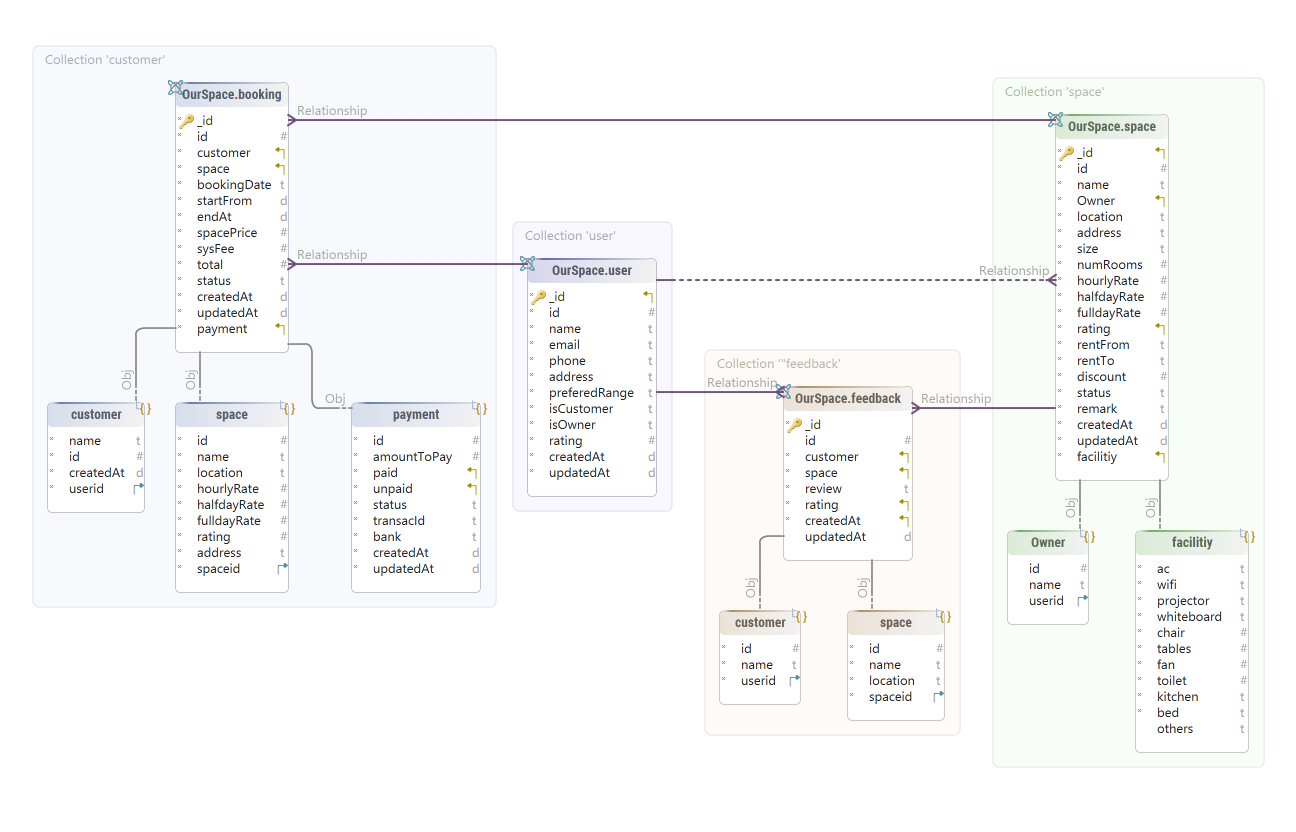 Collection 'customer'
OurSpace.booking
_id
id #
customer
space
bookingDate t
startFrom d
endAt d
spacePrice #
sysFee #
total #
status t
createdAt d
updatedAt d
payment
Relationship
Relationship
Obj
Obj
Obj
customer {}
name t
id #
createdAt d
userid
space {}
id #
name t
location t
hourlyRate #
halfdayRate #
fulldayRate #
rating #
address t
spaceid
payment {}
id #
amountToPay #
paid
unpaid
status t
transacId t
bank t
createdAt d
updatedAt d
Collection 'user'
OurSpace.user
_id
id #
name t
email t
phone t
address t
preferedRange t
isCustomer t
isOwner t
rating #
createdAt d
updatedAt d
Collection '"feedback'
Relationship
OurSpace.feedback
_id
id #
customer
space
review t
rating
createdAt
updatedAt d
Relationship
Obj
Obj
customer {}
id #
name t
userid
space {}
id #
name t
location t
spaceid
Collection 'space'
OurSpace.space
_id
id #
name t
Owner
location t
address t
size t
numRooms #
hourlyRate #
halfdayRate #
fulldayRate #
rating
rentFrom t
rentTo t
discount #
status t
remark t
createdAt d
updatedAt d
facilitiy
Relationship
Obj
Obj
Owner {}
id #
name t
userid
facilitiy {}
ac t
wifi t
projector t
whiteboard t
chair #
tables #
fan #
toilet #
kitchen t
bed t
others t